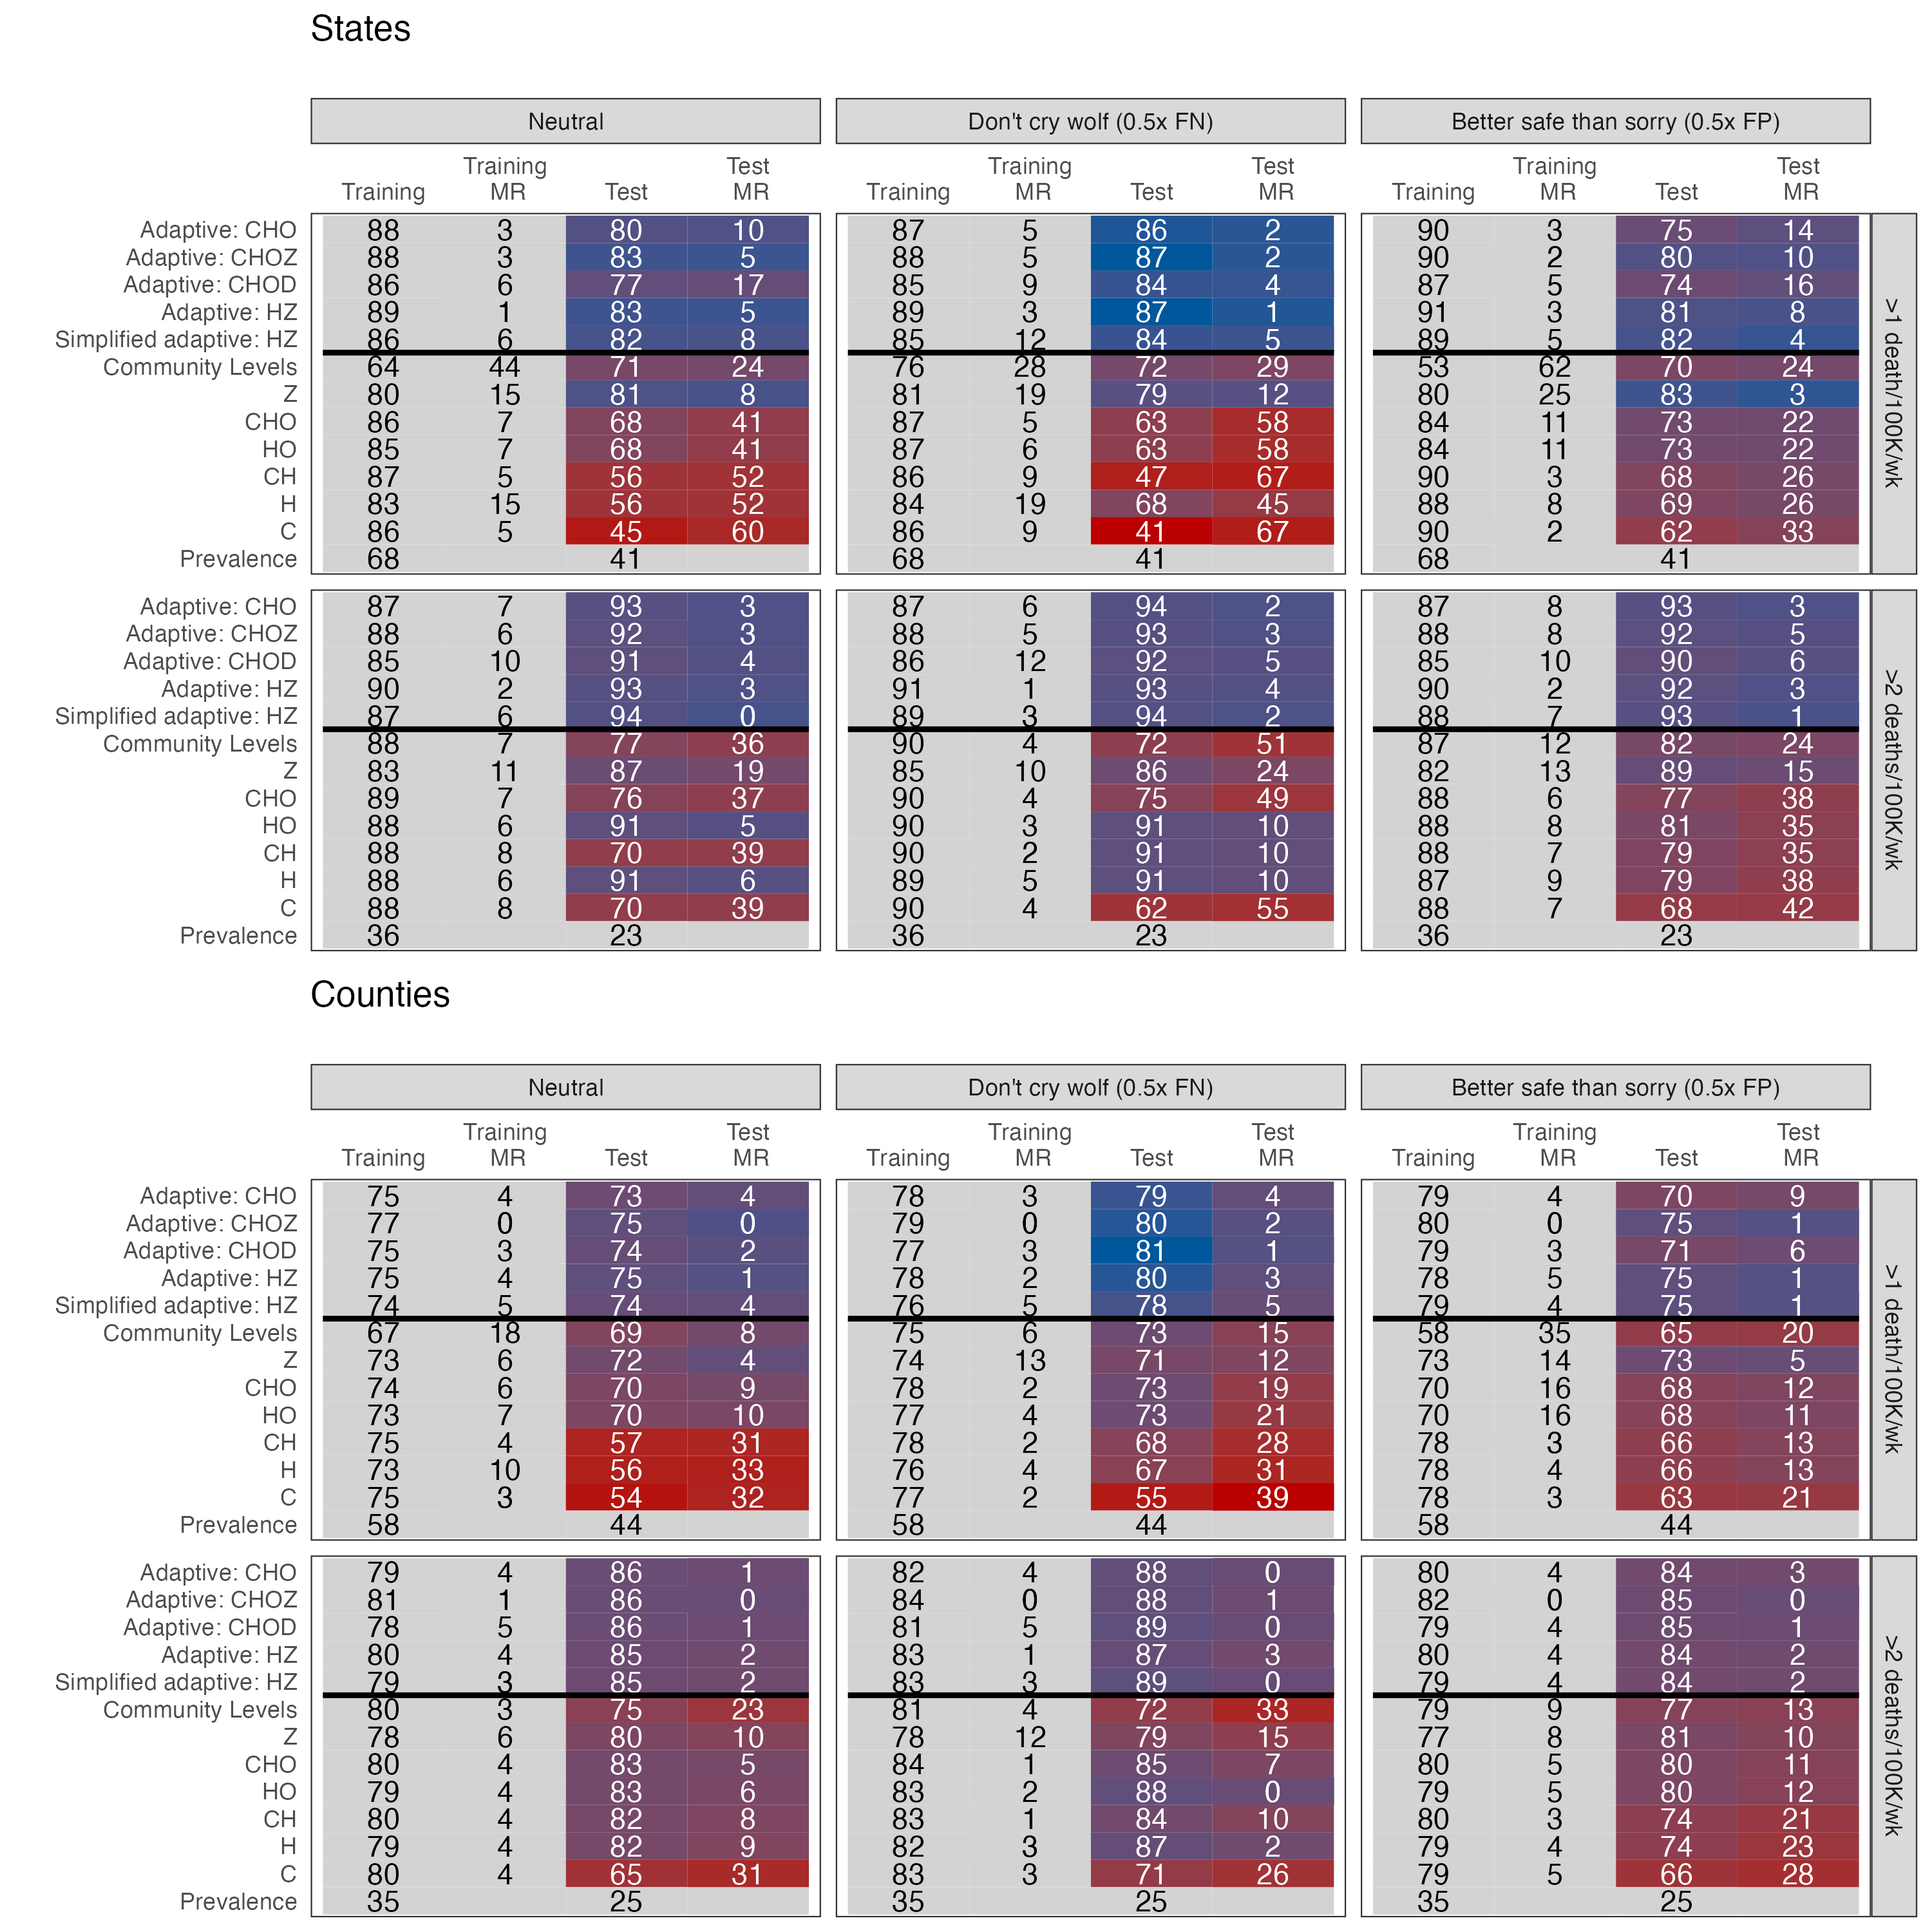 States
Neutral Don't cry wolf (0.5x FN) Better safe than sorry (0.5x FP)
Training Test Training Test Training Test
Training MR Test MR Training MR Test MR Training MR Test MR
Adaptive: CHO 88 3 80 10 87 5 86 2 90 3 75 14
Adaptive: CHOZ 88 3 83 5 88 5 87 2 90 2 80 10
Adaptive: CHOD 86 6 77 17 85 9 84 4 87 5 74 16
Adaptive: HZ 89 1 83 5 89 3 87 1 91 3 81 8
Simplified adaptive: HZ 86 6 82 8 85 12 84 5 89 5 82 4
Community Levels 64 44 71 24 76 28 72 29 53 62 70 24
Z 80 15 81 8 81 19 79 12 80 25 83 3
CHO 86 7 68 41 87 5 63 58 84 11 73 22
HO 85 7 68 41 87 6 63 58 84 11 73 22
CH 87 5 56 52 86 9 47 67 90 3 68 26
H 83 15 56 52 84 19 68 45 88 8 69 26
C 86 5 45 60 86 9 41 67 90 2 62 33
Prevalence 68 41 68 41 68 41
>1 death/100K/wk
Adaptive: CHO 87 7 93 3 87 6 94 2 87 8 93 3
Adaptive: CHOZ 88 6 92 3 88 5 93 3 88 8 92 5
Adaptive: CHOD 85 10 91 4 86 12 92 5 85 10 90 6
Adaptive: HZ 90 2 93 3 91 1 93 4 90 2 92 3
Simplified adaptive: HZ 87 6 94 0 89 3 94 2 88 7 93 1
Community Levels 88 7 77 36 90 4 72 51 87 12 82 24
Z 83 11 87 19 85 10 86 24 82 13 89 15
CHO 89 7 76 37 90 4 75 49 88 6 77 38
HO 88 6 91 5 90 3 91 10 88 8 81 35
CH 88 8 70 39 90 2 91 10 88 7 79 35
H 88 6 91 6 89 5 91 10 87 9 79 38
C 88 8 70 39 90 4 62 55 88 7 68 42
Prevalence 36 23 36 23 36 23
>2 deaths/100K/wk
Counties
Neutral Don't cry wolf (0.5x FN) Better safe than sorry (0.5x FP)
Training Test Training Test Training Test
Training MR Test MR Training MR Test MR Training MR Test MR
Adaptive: CHO 75 4 73 4 78 3 79 4 79 4 70 9
Adaptive: CHOZ 77 0 75 0 79 0 80 2 80 0 75 1
Adaptive: CHOD 75 3 74 2 77 3 81 1 79 3 71 6
Adaptive: HZ 75 4 75 1 78 2 80 3 78 5 75 1
Simplified adaptive: HZ 74 5 74 4 76 5 78 5 79 4 75 1
Community Levels 67 18 69 8 75 6 73 15 58 35 65 20
Z 73 6 72 4 74 13 71 12 73 14 73 5
CHO 74 6 70 9 78 2 73 19 70 16 68 12
HO 73 7 70 10 77 4 73 21 70 16 68 11
CH 75 4 57 31 78 2 68 28 78 3 66 13
H 73 10 56 33 76 4 67 31 78 4 66 13
C 75 3 54 32 77 2 55 39 78 3 63 21
Prevalence 58 44 58 44 58 44
>1 death/100K/wk
Adaptive: CHO 79 4 86 1 82 4 88 0 80 4 84 3
Adaptive: CHOZ 81 1 86 0 84 0 88 1 82 0 85 0
Adaptive: CHOD 78 5 86 1 81 5 89 0 79 4 85 1
Adaptive: HZ 80 4 85 2 83 1 87 3 80 4 84 2
Simplified adaptive: HZ 79 3 85 2 83 3 89 0 79 4 84 2
Community Levels 80 3 75 23 81 4 72 33 79 9 77 13
Z 78 6 80 10 78 12 79 15 77 8 81 10
CHO 80 4 83 5 84 1 85 7 80 5 80 11
HO 79 4 83 6 83 2 88 0 79 5 80 12
CH 80 4 82 8 83 1 84 10 80 3 74 21
H 79 4 82 9 82 3 87 2 79 4 74 23
C 80 4 65 31 83 3 71 26 79 5 66 28
Prevalence 35 25 35 25 35 25
>2 deaths/100K/wk